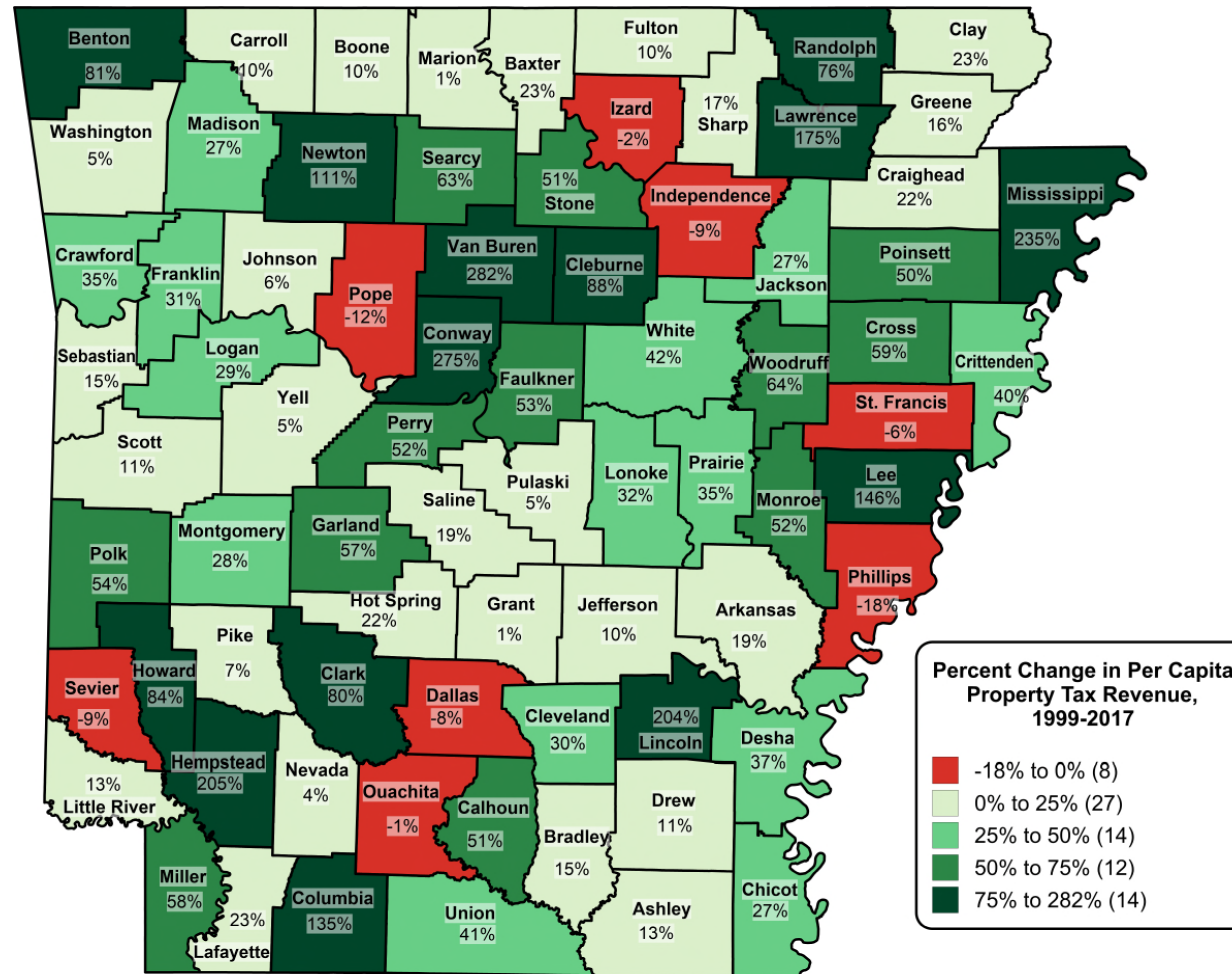 Benton
81%
Carroll
10%
Boone
10%
Marion
1%
Baxter
23%
Fulton
10%
Randolph
76%
Clay
23%
Izard
-2%
17%
Sharp
Lawrence
175%
Greene
16%
Washington
5%
Madison
27%
Newton
111%
Searcy
63%
51%
Stone
Independence
-9%
Craighead
22%
Mississippi
235%
Crawford
35%
Franklin
31%
Johnson
6%
Pope
-12%
Van Buren
282%
Cleburne
88%
27%
Jackson
Poinsett
50%
Sebastian
15%
Logan
29%
Conway
275%
White
42%
Woodruff
64%
Cross
59%
Crittenden
40%
Yell
5%
Faulkner
53%
St. Francis
-6%
Scott
11%
Perry
52%
Pulaski
5%
Lonoke
32%
Prairie
35%
Monroe
52%
Lee
146%
Saline
19%
Polk
54%
Montgomery
28%
Garland
57%
Phillips
-18%
Hot Spring
22%
Grant
1%
Jefferson
10%
Arkansas
19%
Pike
7%
Howard
84%
Clark
80%
Sevier
-9%
Dallas
-8%
Cleveland
30%
204%
Lincoln
Desha
37%
Hempstead
205%
Nevada
4%
13%
Little River
Ouachita
-1%
Calhoun
51%
Bradley
15%
Drew
11%
Miller
58%
23%
Lafayette
Columbia
135%
Union
41%
Ashley
13%
Chicot
27%
Percent Change in Per Capita
Property Tax Revenue,
1999-2017
-18% to 0% (8)
0% to 25% (27)
25% to 50% (14)
50% to 75% (12)
75% to 282% (14)